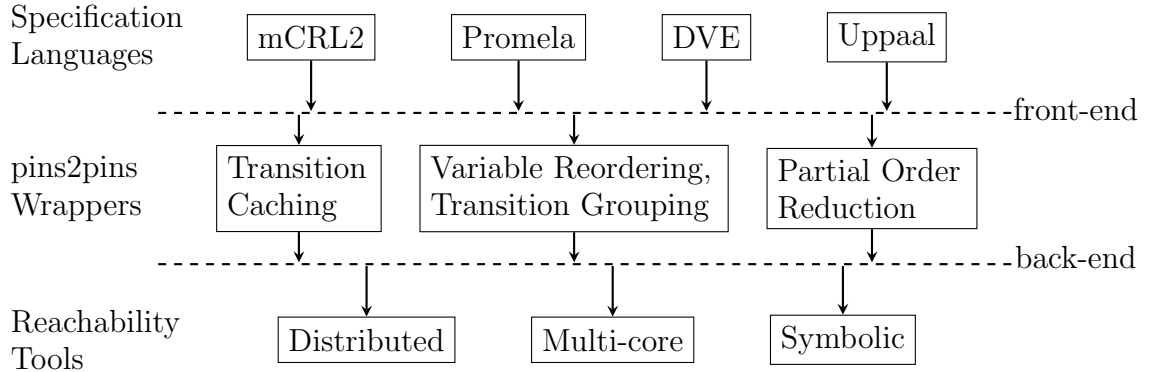 Specification
Languages
mCRL2
Promela
DVE
Uppaal
front-end
pins2pins
Wrappers
Transition
Caching
Variable Reordering,
Transition Grouping
Partial Order
Reduction
back-end
Reachability
Tools
Distributed
Multi-core
Symbolic